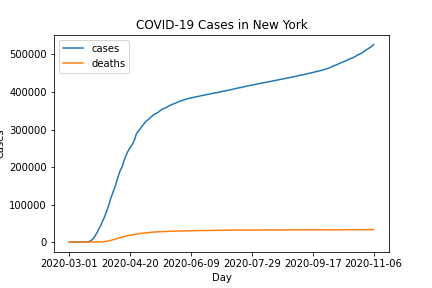 COVID-19 Cases in New York
cases
deaths
500000
400000
300000
200000
100000
0
cases
2020-03-01 2020-04-20 2020-06-09 2020-07-29 2020-09-17 2020-11-06
Day